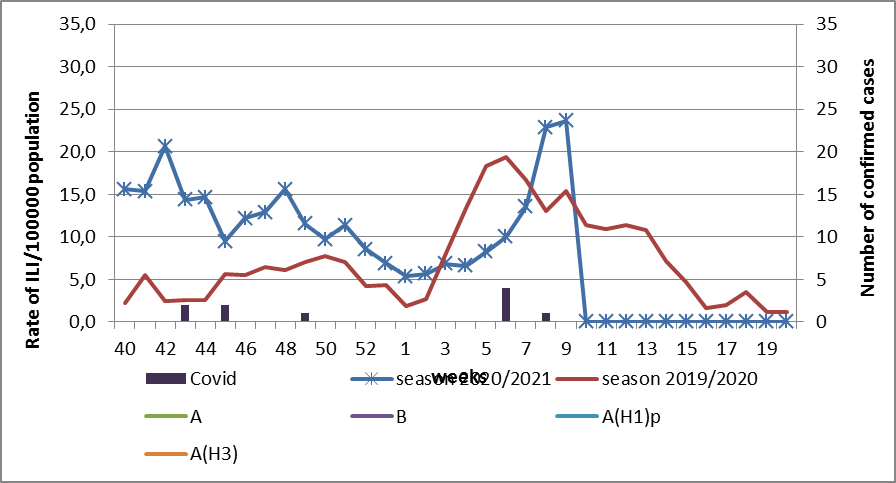 35,0 35
30,0 30
25,0 25
20,0 20
15,0 15
10,0 10
5,0 5
0,0 0
Rate of ILI/100000 population
Number of confirmed cases
40 42 44 46 48 50 52 1 3 5 7 9 11 13 15 17 19
weeks
Covid season 2020/2021 season 2019/2020
A B A(H1)p
A(H3)